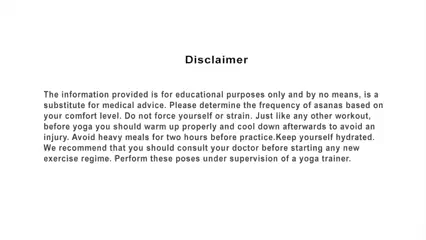 Disclaimer
The information provided is for educational purposes only and by no means, is a
substitute for medical advice. Please determine the frequency of asanas based on
your comfort level. Do not force yourself or strain. Just like any other workout,
before yoga you should warm up properly and cool down afterwards to avoid an
injury. Avoid heavy meals for two hours before practice.Keep yourself hydrated.
We recommend that you should consult your doctor before starting any new
exercise regime. Perform these poses under supervision of a yoga trainer.